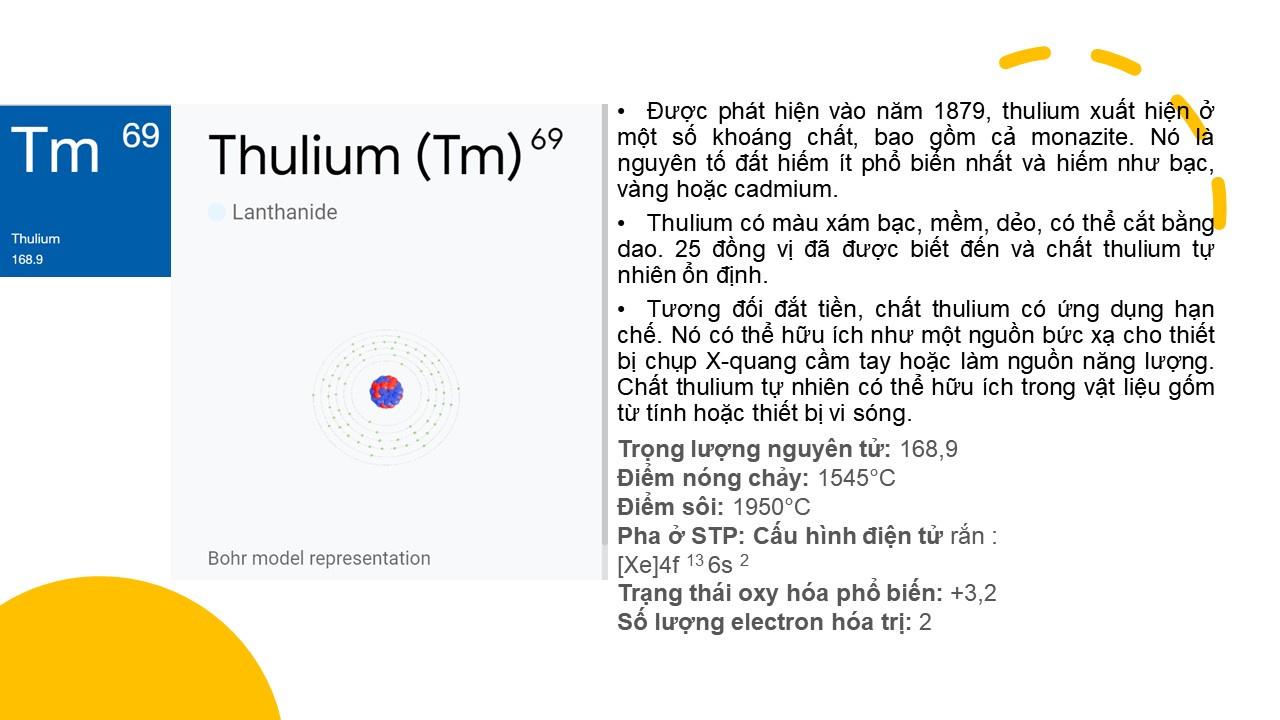 Tm 69
Thulium
168.9
Thulium (Tm) 69
Lanthanide
Bohr model representation
• Được phát hiện vào năm 1879, thulium xuất hiện ở
một số khoáng chất, bao gồm cả monazite. Nó là
nguyên tố đất hiếm ít phổ biến nhất và hiếm như bạc,
vàng hoặc cadmium.
• Thulium có màu xám bạc, mềm, dẻo, có thể cắt bằng
dao. 25 đồng vị đã được biết đến và chất thulium tự
nhiên ổn định.
• Tương đối đắt tiền, chất thulium có ứng dụng hạn
chế. Nó có thể hữu ích như một nguồn bức xạ cho thiết
bị chụp X-quang cầm tay hoặc làm nguồn năng lượng.
Chất thulium tự nhiên có thể hữu ích trong vật liệu gốm
từ tính hoặc thiết bị vi sóng.
Trọng lượng nguyên tử: 168,9
Điểm nóng chảy: 1545°C
Điểm sôi: 1950°C
Pha ở STP: Cấu hình điện tử rắn :
[Xe]4f 13 6s 2
Trạng thái oxy hóa phổ biến: +3,2
Số lượng electron hóa trị: 2